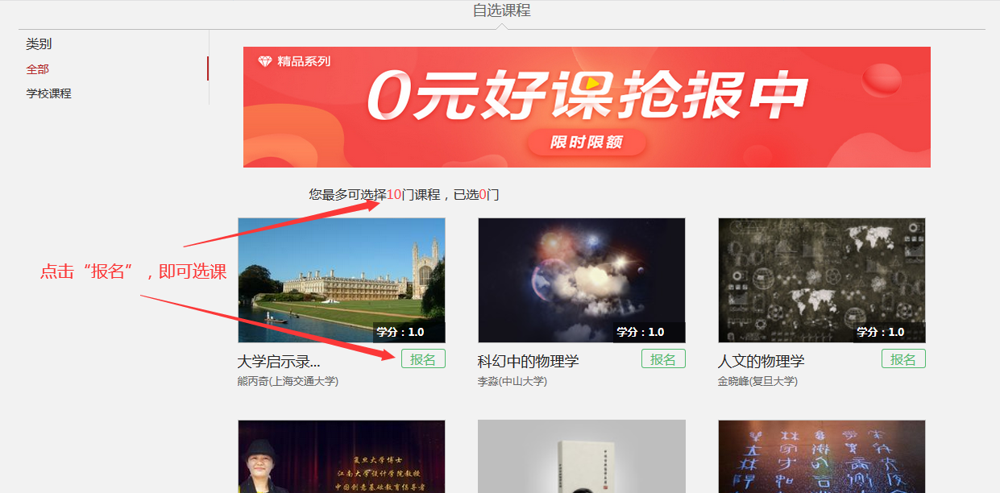 自选课程
类别
全部
学校课程
精品系列
0元好课抢报中
限时限额
您最多可选择10门课程，已选0门
点击“报名”，即可选课
学分：1.0
学分：1.0
学分：1.0
大学启示录...
报名
熊丙奇(上海交通大学)
科幻中的物理学
报名
李淼(中山大学)
人文的物理学
报名
金晓峰(复旦大学)
复旦大学博士
江南大学设计学院教授
中国创意基础教育倡导者